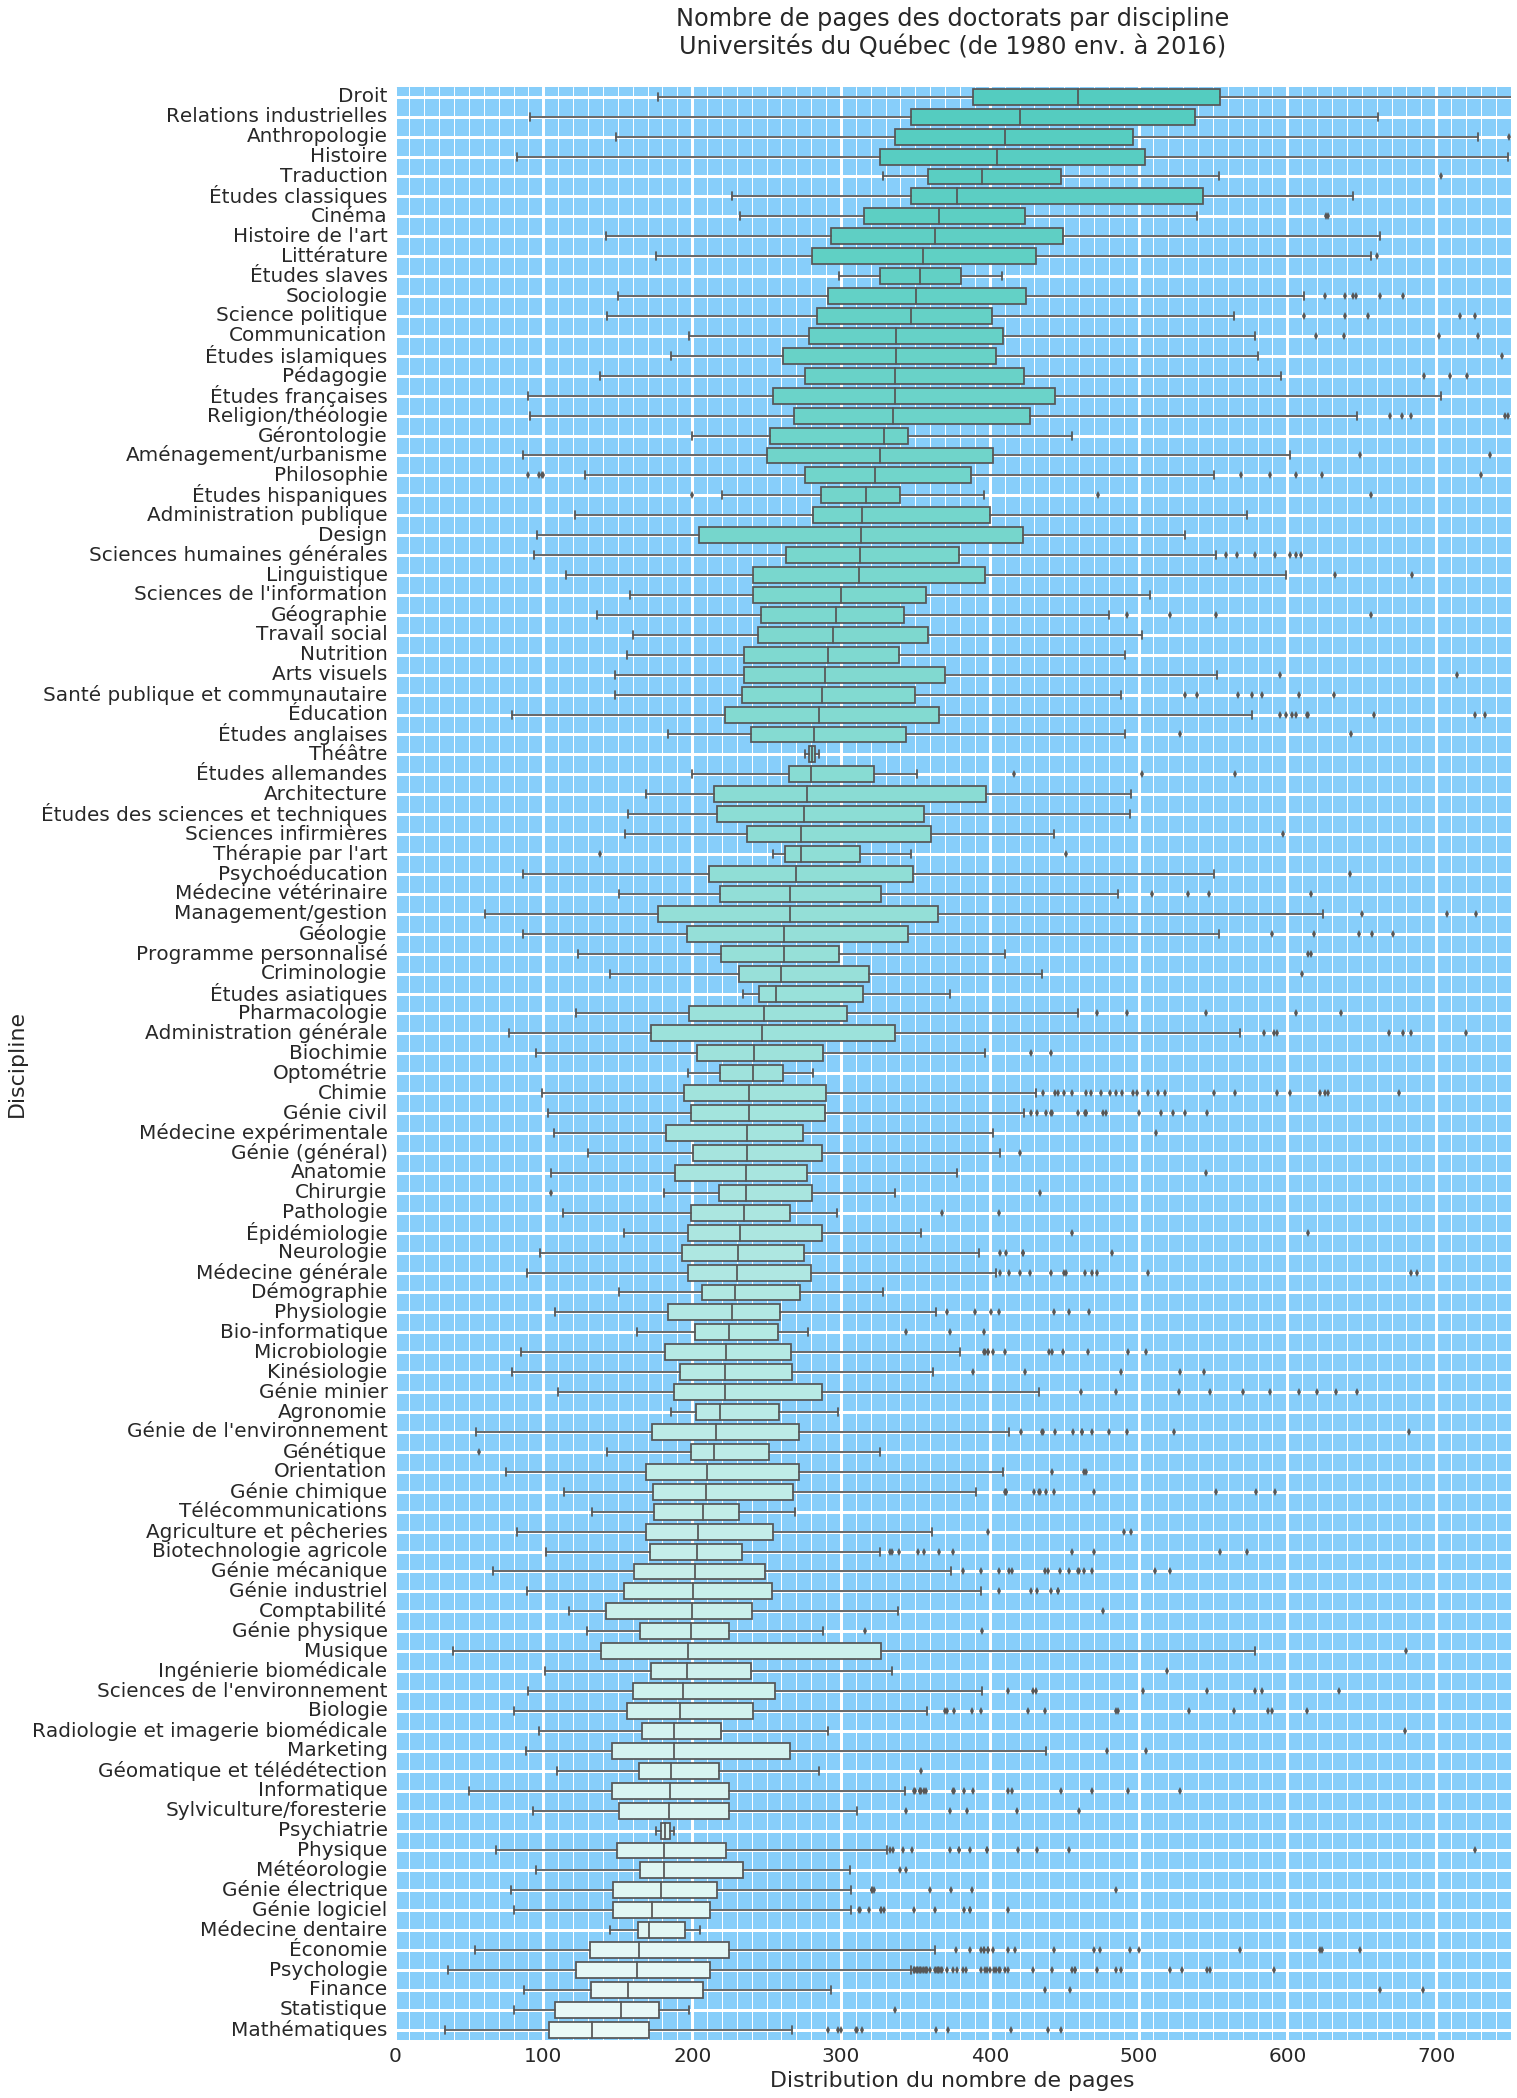 Nombre de pages des doctorats par discipline
Universités du Québec (de 1980 env. à 2016)
Droit
Relations industrielles
Anthropologie
Histoire
Traduction
Études classiques
Cinéma
Histoire de l'art
Littérature
Études slaves
Sociologie
Science politique
Communication
Études islamiques
Pédagogie
Études françaises
Religion/théologie
Gérontologie
Aménagement/urbanisme
Philosophie
Études hispaniques
Administration publique
Design
Sciences humaines générales
Linguistique
Sciences de l'information
Géographie
Travail social
Nutrition
Arts visuels
Santé publique et communautaire
Éducation
Études anglaises
Théâtre
Études allemandes
Architecture
Études des sciences et techniques
Sciences infirmières
Thérapie par l'art
Psychoéducation
Médecine vétérinaire
Management/gestion
Géologie
Programme personnalisé
Criminologie
Études asiatiques
Pharmacologie
Administration générale
Biochimie
Optométrie
Chimie
Génie civil
Médecine expérimentale
Génie (général)
Anatomie
Chirurgie
Pathologie
Épidémiologie
Neurologie
Médecine générale
Démographie
Physiologie
Bio-informatique
Microbiologie
Kinésiologie
Génie minier
Agronomie
Génie de l'environnement
Génétique
Orientation
Génie chimique
Télécommunications
Agriculture et pêcheries
Biotechnologie agricole
Génie mécanique
Génie industriel
Comptabilité
Génie physique
Musique
Ingénierie biomédicale
Sciences de l'environnement
Biologie
Radiologie et imagerie biomédicale
Marketing
Géomatique et télédétection
Informatique
Sylviculture/foresterie
Psychiatrie
Physique
Météorologie
Génie électrique
Génie logiciel
Médecine dentaire
Économie
Psychologie
Finance
Statistique
Mathématiques
Discipline
0 100 200 300 400 500 600 700
Distribution du nombre de pages